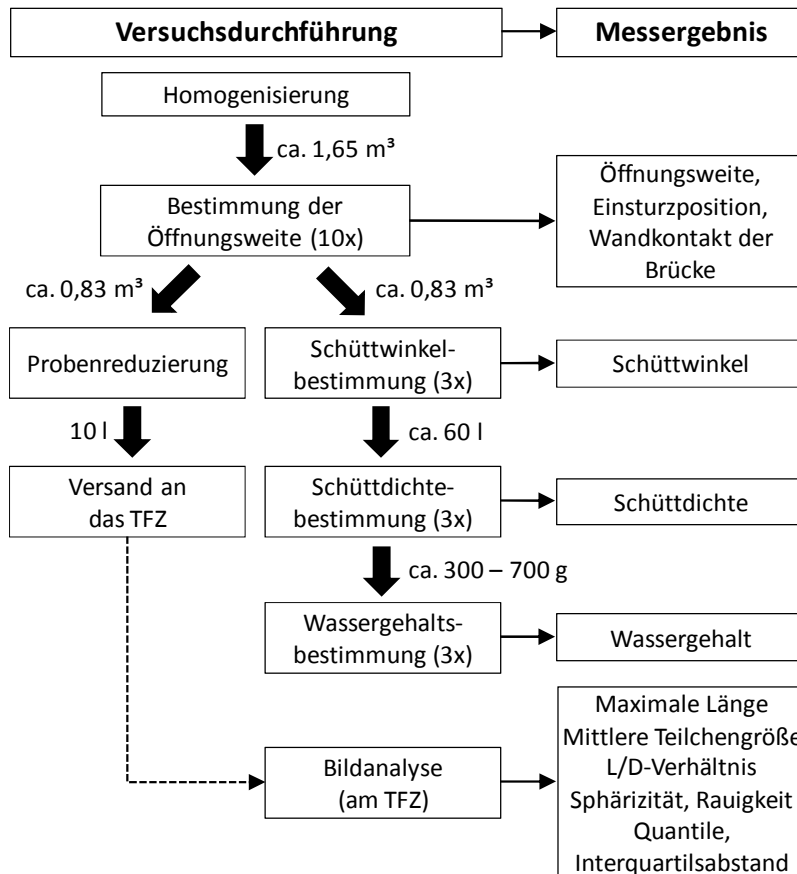 Versuchsdurchführung
Messergebnis
Homogenisierung
ca. 1,65 m³
Bestimmung der
Öffnungsweite (10x)
Öffnungsweite,
Einsturzposition,
Wandkontakt der
Brücke
ca. 0,83 m³
ca. 0,83 m³
Probenreduzierung
Schüttwinkel-
bestimmung (3x)
Schüttwinkel
10 l
ca. 60 l
Versand an
das TFZ
Schüttdichte-
bestimmung (3x)
Schüttdichte
ca. 300 – 700 g
Wassergehalts-
bestimmung (3x)
Wassergehalt
Bildanalyse
(am TFZ)
Maximale Länge
Mittlere Teilchengröße
L/D-Verhältnis
Sphärizität, Rauigkeit
Quantile,
Interquartilsabstand